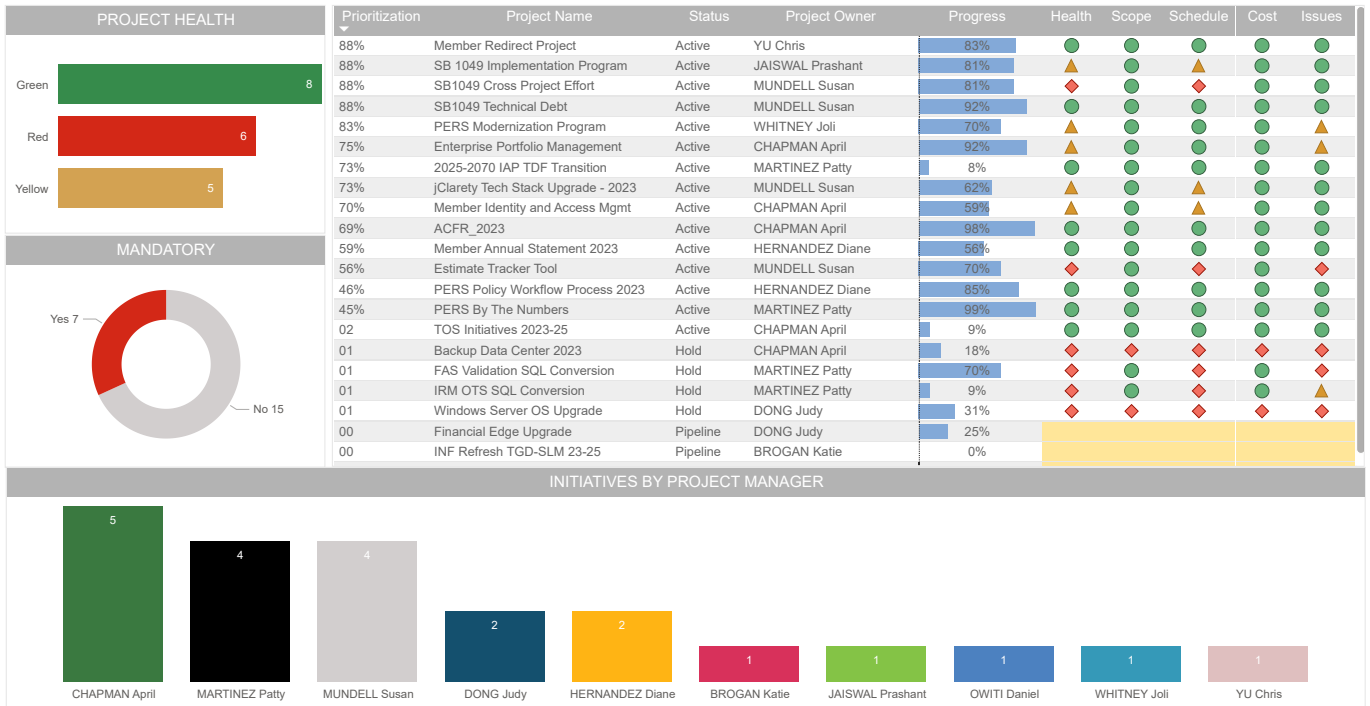 PROJECT HEALTH
Green 8
Red 6
Yellow 5
MANDATORY
Yes 7
No 15
Prioritization Project Name Status Project Owner Progress Health Scope Schedule Cost Issues
88% Member Redirect Project Active YU Chris 83%
88% SB 1049 Implementation Program Active JAISWAL Prashant 81%
88% SB1049 Cross Project Effort Active MUNDELL Susan 81%
88% SB1049 Technical Debt Active MUNDELL Susan 92%
83% PERS Modernization Program Active WHITNEY Joli 70%
75% Enterprise Portfolio Management Active CHAPMAN April 92%
73% 2025-2070 IAP TDF Transition Active MARTINEZ Patty 8%
73% jClarety Tech Stack Upgrade - 2023 Active MUNDELL Susan 62%
70% Member Identity and Access Mgmt Active CHAPMAN April 59%
69% ACFR_2023 Active CHAPMAN April 98%
59% Member Annual Statement 2023 Active HERNANDEZ Diane 56%
56% Estimate Tracker Tool Active MUNDELL Susan 70%
46% PERS Policy Workflow Process 2023 Active HERNANDEZ Diane 85%
45% PERS By The Numbers Active MARTINEZ Patty 99%
02 TOS Initiatives 2023-25 Active CHAPMAN April 9%
01 Backup Data Center 2023 Hold CHAPMAN April 18%
01 FAS Validation SQL Conversion Hold MARTINEZ Patty 70%
01 IRM OTS SQL Conversion Hold MARTINEZ Patty 9%
01 Windows Server OS Upgrade Hold DONG Judy 31%
00 Financial Edge Upgrade Pipeline DONG Judy 25%
00 INF Refresh TGD-SLM 23-25 Pipeline BROGAN Katie 0%
INITIATIVES BY PROJECT MANAGER
5 4 4 2 2 1 1 1 1 1
CHAPMAN April MARTINEZ Patty MUNDELL Susan DONG Judy HERNANDEZ Diane BROGAN Katie JAISWAL Prashant OWITI Daniel WHITNEY Joli YU Chris